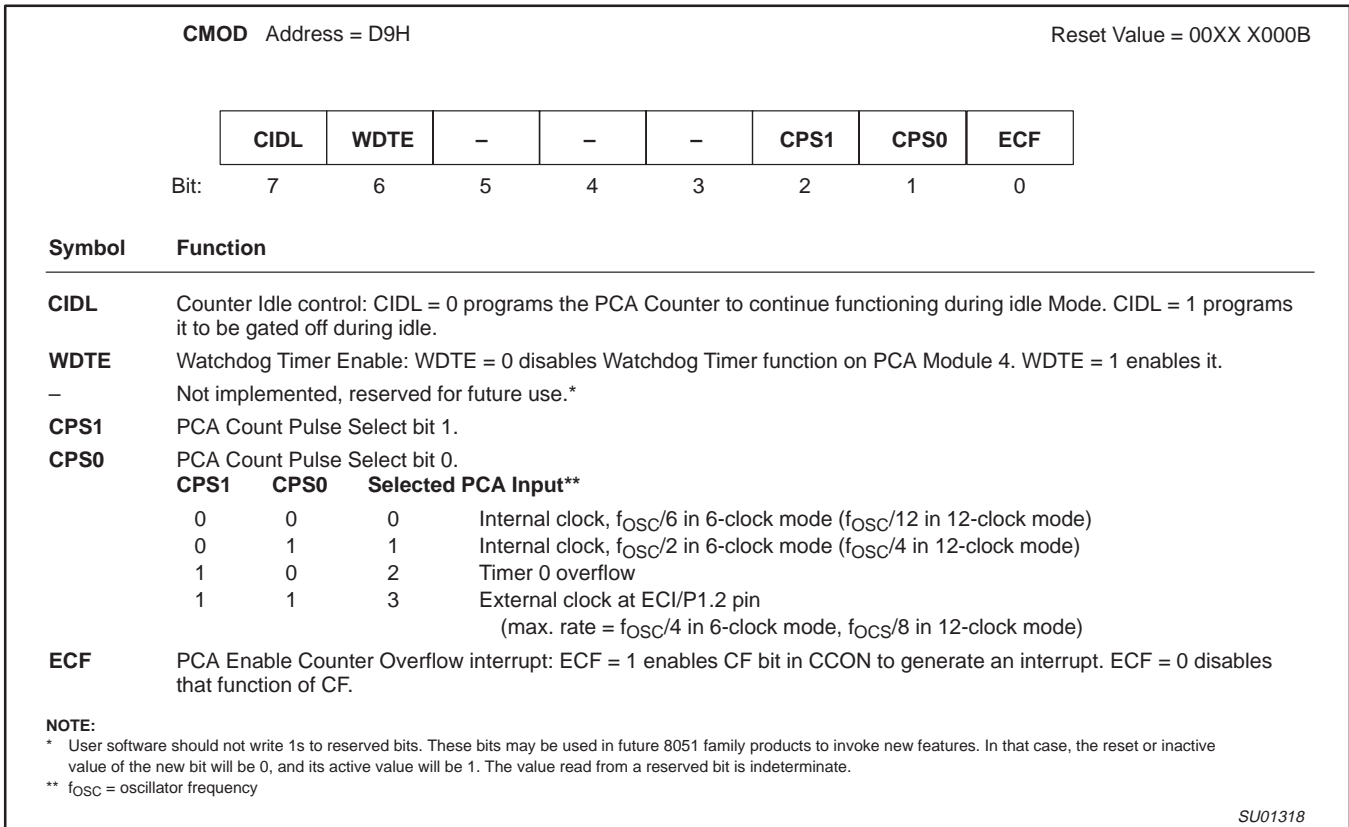 CMOD Address = D9H Reset Value = 00XX X000B
CIDL WDTE – – – CPS1 CPS0 ECF
Bit: 7 6 5 4 3 2 1 0
Symbol Function
CIDL Counter Idle control: CIDL = 0 programs the PCA Counter to continue functioning during idle Mode. CIDL = 1 programs
it to be gated off during idle.
WDTE Watchdog Timer Enable: WDTE = 0 disables Watchdog Timer function on PCA Module 4. WDTE = 1 enables it.
– Not implemented, reserved for future use.*
CPS1 PCA Count Pulse Select bit 1.
CPS0 PCA Count Pulse Select bit 0.
CPS1 CPS0 Selected PCA Input**
0 0 0 Internal clock, fOSC/6 in 6-clock mode (fOSC/12 in 12-clock mode)
0 1 1 Internal clock, fOSC/2 in 6-clock mode (fOSC/4 in 12-clock mode)
1 0 2 Timer 0 overflow
1 1 3 External clock at ECI/P1.2 pin
(max. rate = fOSC/4 in 6-clock mode, fOCS/8 in 12-clock mode)
ECF PCA Enable Counter Overflow interrupt: ECF = 1 enables CF bit in CCON to generate an interrupt. ECF = 0 disables
that function of CF.
NOTE:
* User software should not write 1s to reserved bits. These bits may be used in future 8051 family products to invoke new features. In that case, the reset or inactive
value of the new bit will be 0, and its active value will be 1. The value read from a reserved bit is indeterminate.
** fOSC = oscillator frequency
SU01318